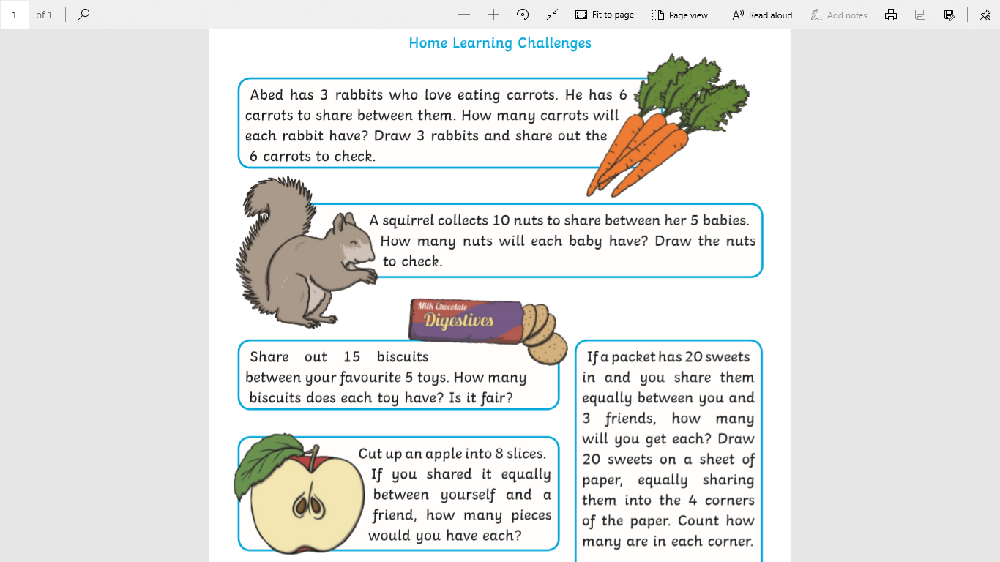 1 of 1 Fit to page Page view Read aloud Add notes
Home Learning Challenges
Abed has 3 rabbits who love eating carrots. He has 6
carrots to share between them. How many carrots will
each rabbit have? Draw 3 rabbits and share out the
6 carrots to check.
A squirrel collects 10 nuts to share between her 5 babies.
How many nuts will each baby have? Draw the nuts
to check.
Milk Chocolate
Digestives
Share out 15 biscuits
between your favourite 5 toys. How many
biscuits does each toy have? Is it fair?
If a packet has 20 sweets
in and you share them
equally between you and
3 friends, how many
will you get each? Draw
20 sweets on a sheet of
paper, equally sharing
them into the 4 corners
of the paper. Count how
many are in each corner.
Cut up an apple into 8 slices.
If you shared it equally
between yourself and a
friend, how many pieces
would you have each?